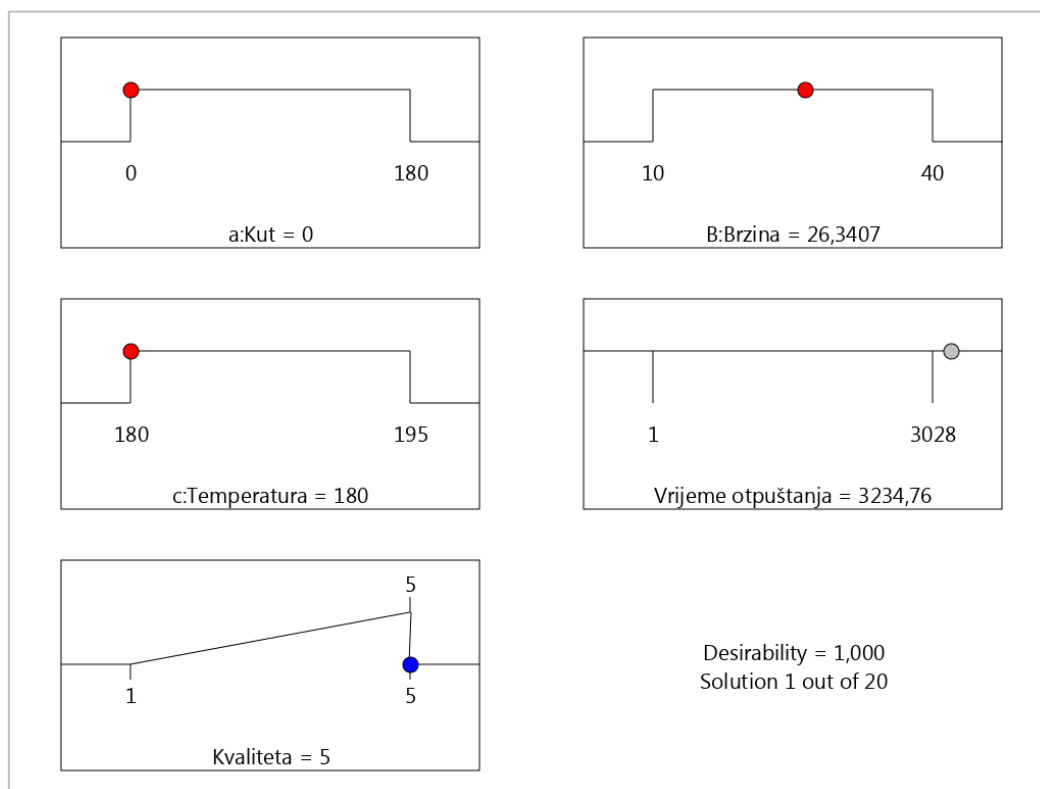 0
180
a:Kut = 0
10
40
B:Brzina = 26,3407
180
195
c:Temperatura = 180
1
3028
Vrijeme otpuštanja = 3234,76
5
1
5
Kvaliteta = 5
Desirability = 1,000
Solution 1 out of 20